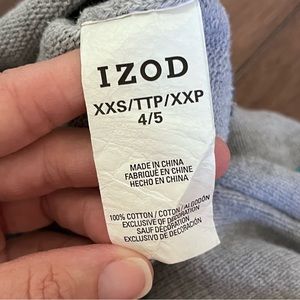 IZOD
XXS/TTP/XXP
4/5
MADE IN CHINA
FABRIQUÉ EN CHINE
HECHO EN CHINA
100% COTTON / COTON / ALGODÓN
EXCLUSIVE OF DECORATION
SAUF DÉCORATION
EXCLUSIVO DE DECORACIÓN